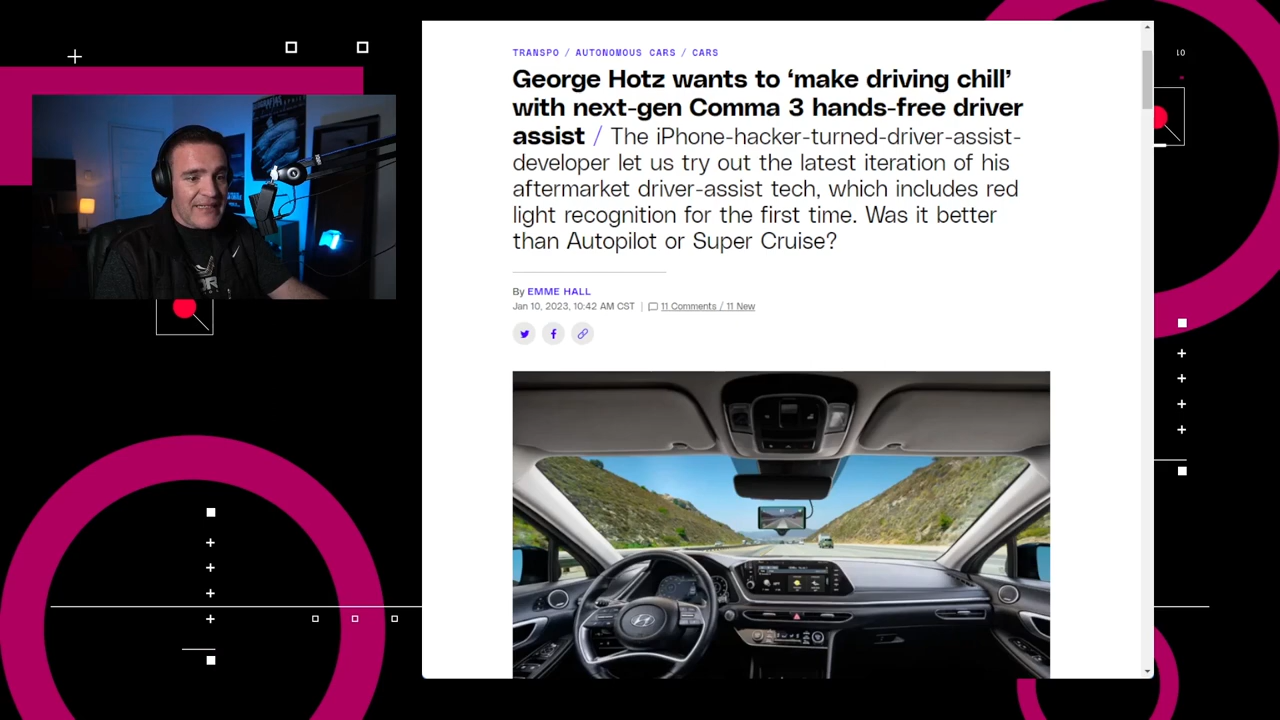 TRANSPO / AUTONOMOUS CARS / CARS
George Hotz wants to ‘make driving chill’
with next-gen Comma 3 hands-free driver
assist / The iPhone-hacker-turned-driver-assist-
developer let us try out the latest iteration of his
aftermarket driver-assist tech, which includes red
light recognition for the first time. Was it better
than Autopilot or Super Cruise?
By EMME HALL
Jan 10, 2023, 10:42 AM CST | 11 Comments / 11 New